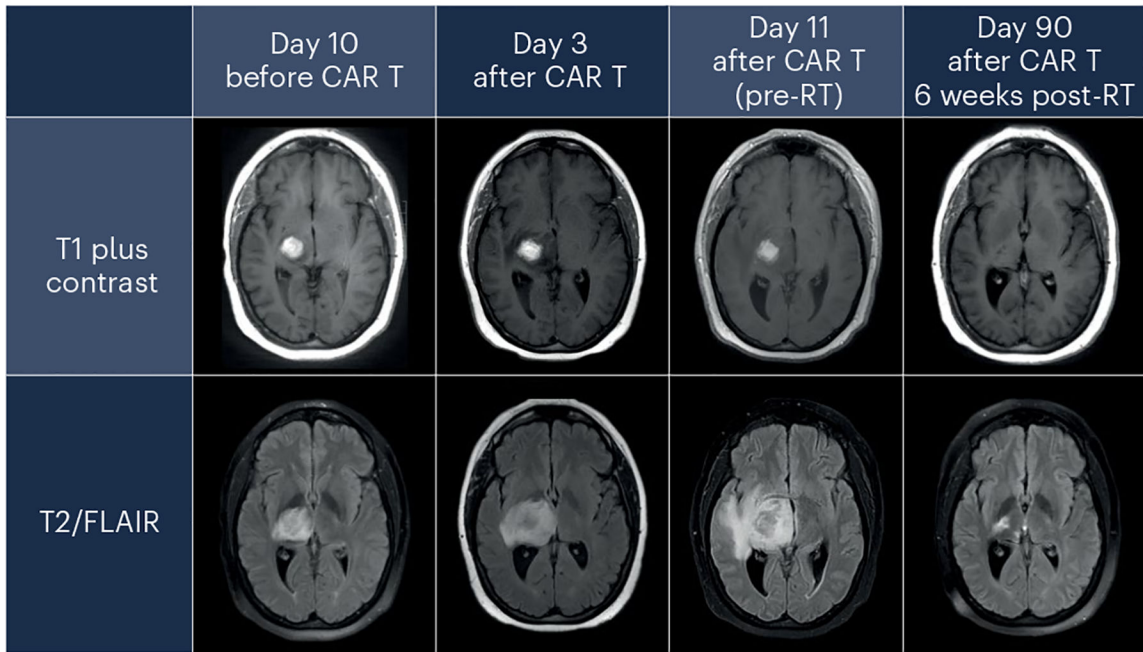 Day 10
before CAR T
Day 3
after CAR T
Day 11
after CAR T
(pre-RT)
Day 90
after CAR T
6 weeks post-RT
T1 plus
contrast
T2/FLAIR